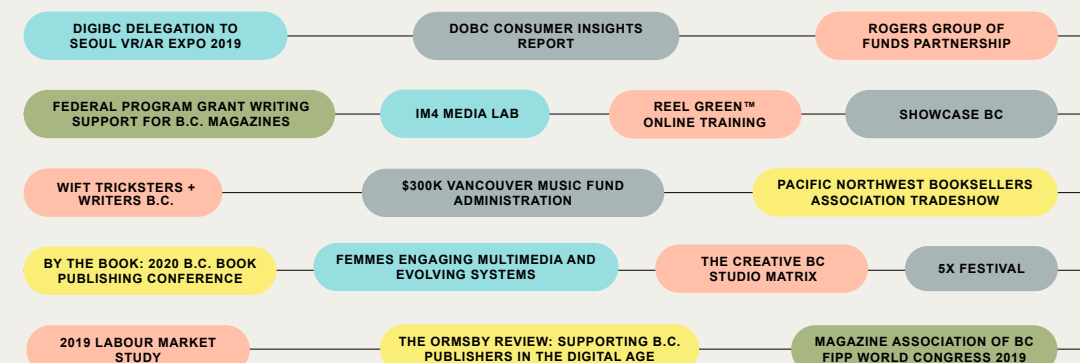 DIGIBC DELEGATION TO
SEOUL VR/AR EXPO 2019
DOBC CONSUMER INSIGHTS
REPORT
ROGERS GROUP OF
FUNDS PARTNERSHIP
FEDERAL PROGRAM GRANT WRITING
SUPPORT FOR B.C. MAGAZINES
IM4 MEDIA LAB
REEL GREEN™
ONLINE TRAINING
SHOWCASE BC
WIFT TRICKSTERS +
WRITERS B.C.
$300K VANCOUVER MUSIC FUND
ADMINISTRATION
PACIFIC NORTHWEST BOOKSELLERS
ASSOCIATION TRADESHOW
BY THE BOOK: 2020 B.C. BOOK
PUBLISHING CONFERENCE
FEMMES ENGAGING MULTIMEDIA AND
EVOLVING SYSTEMS
THE CREATIVE BC
STUDIO MATRIX
5X FESTIVAL
2019 LABOUR MARKET
STUDY
THE ORMSBY REVIEW: SUPPORTING B.C.
PUBLISHERS IN THE DIGITAL AGE
MAGAZINE ASSOCIATION OF BC
FIPP WORLD CONGRESS 2019